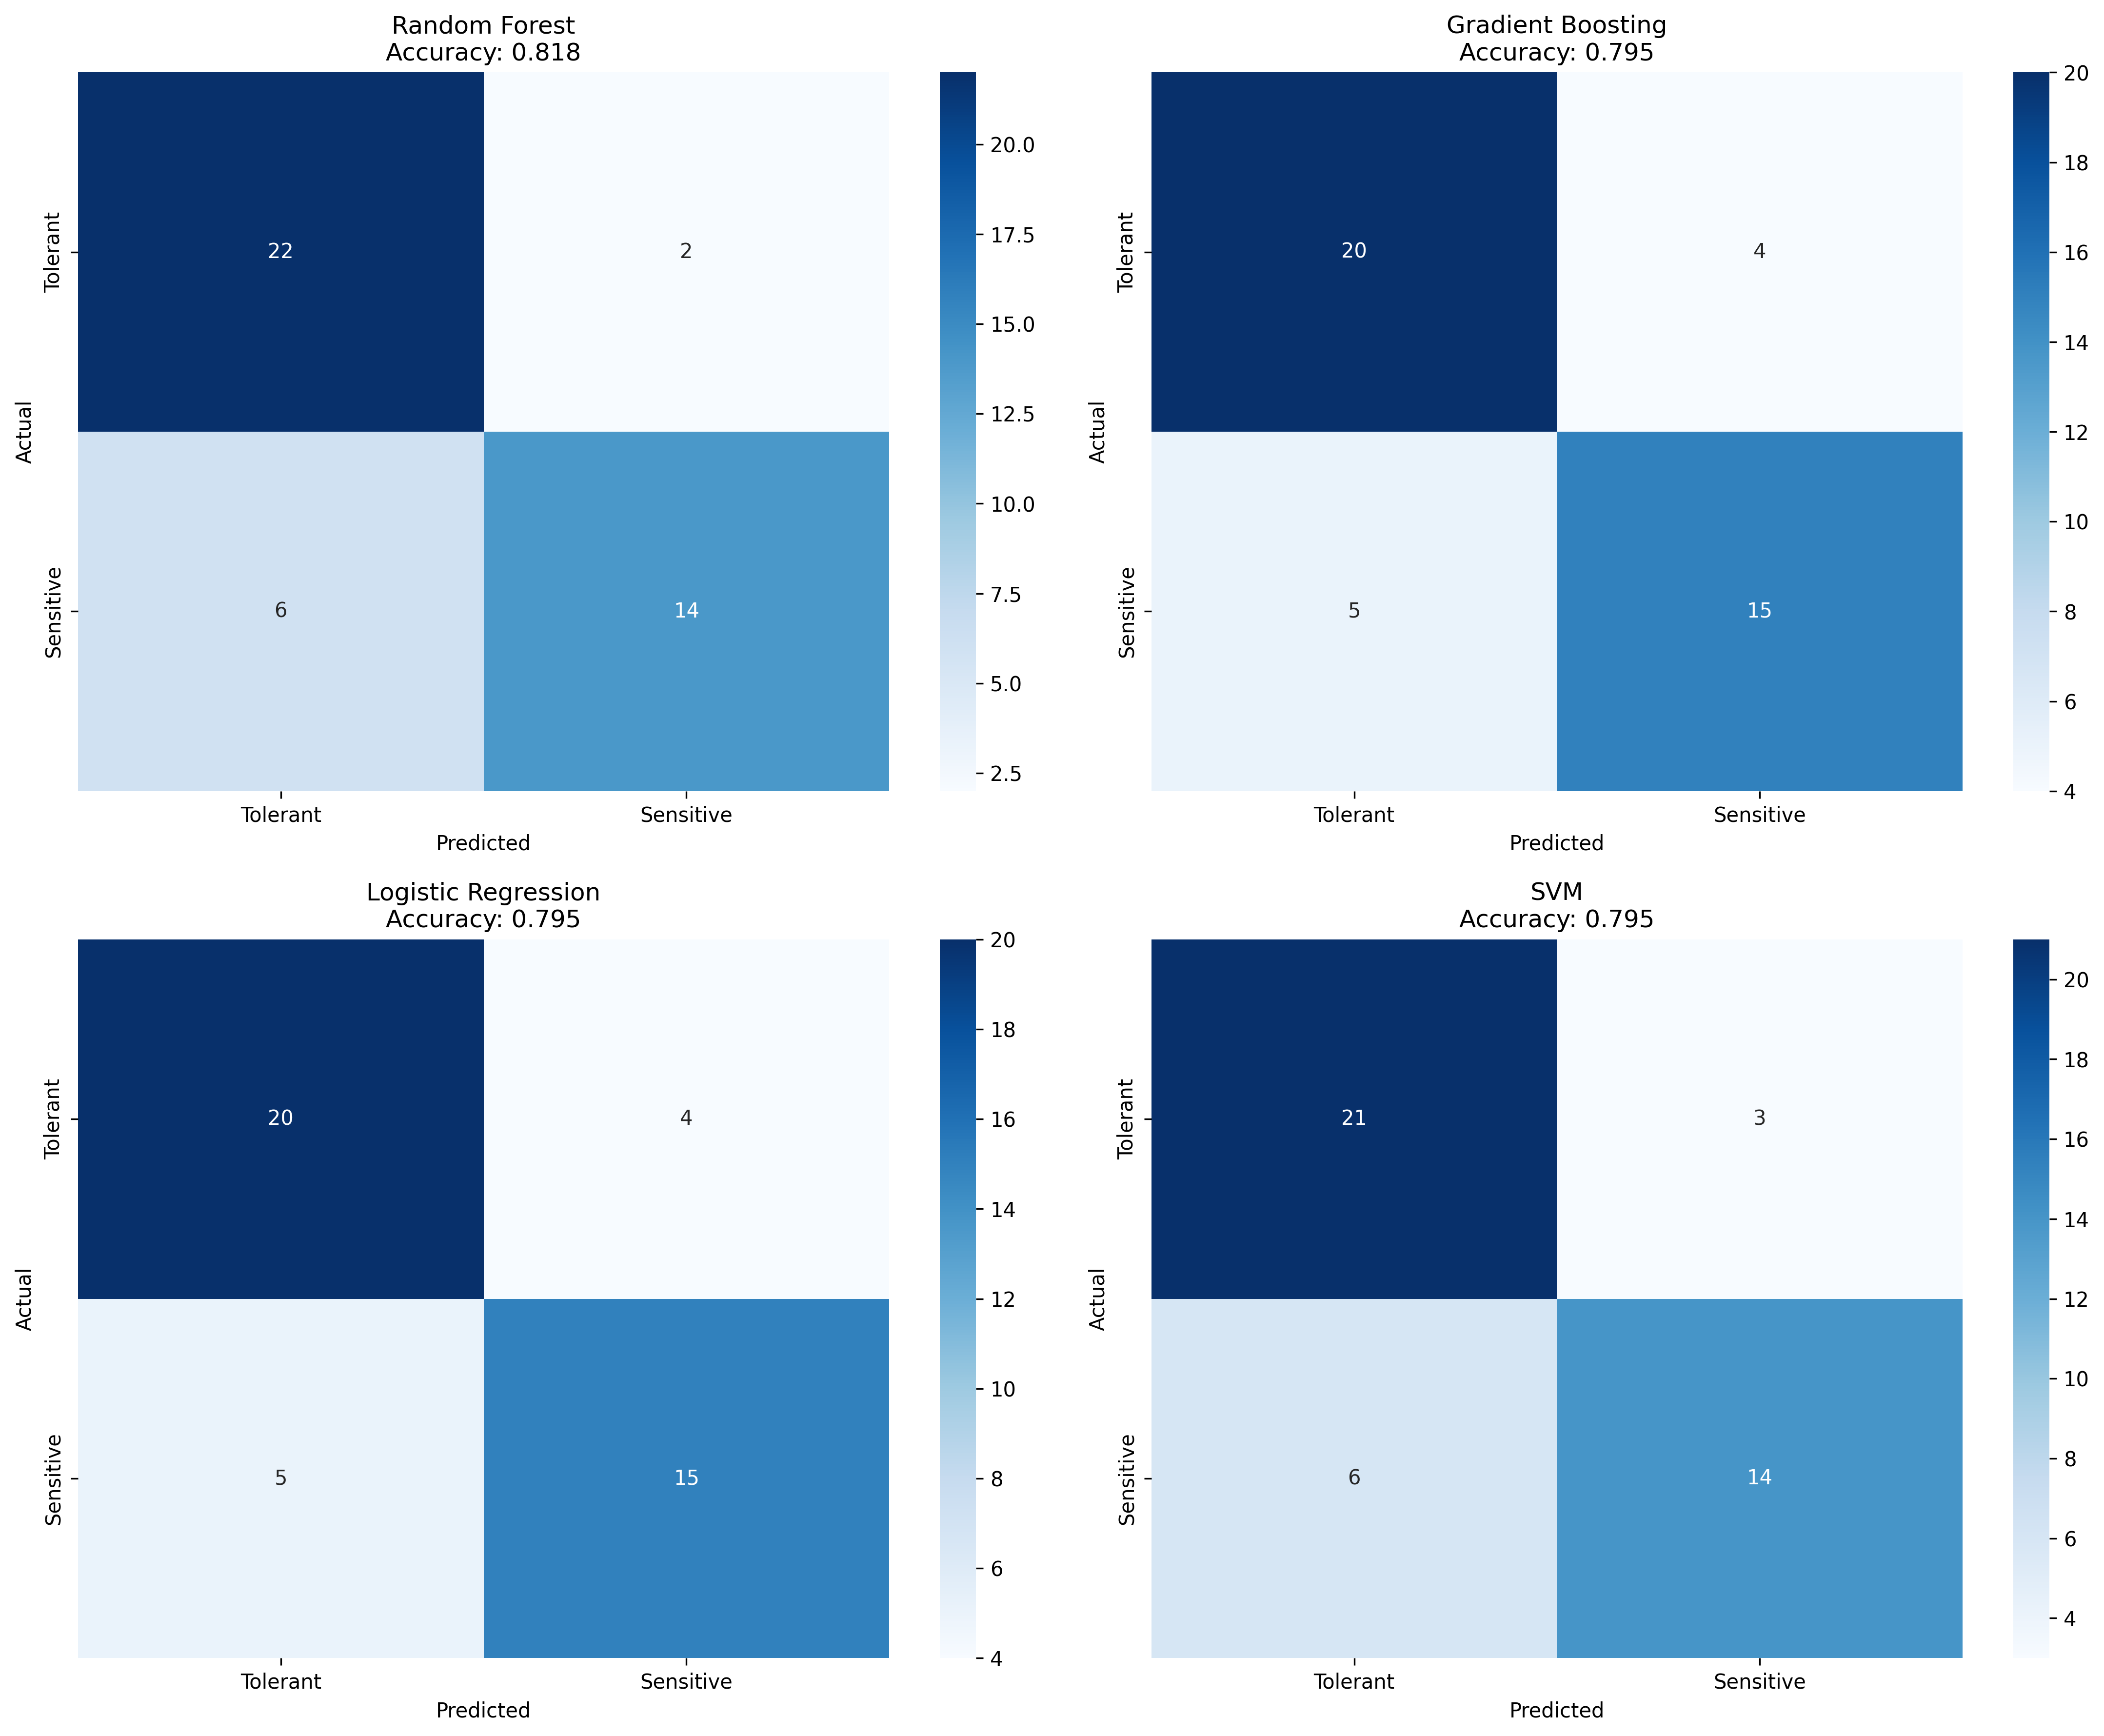 Random Forest
Accuracy: 0.818
Tolerant
Sensitive
Actual
22
2
6
14
Tolerant
Sensitive
Predicted
20.0
17.5
15.0
12.5
10.0
7.5
5.0
2.5
Gradient Boosting
Accuracy: 0.795
Tolerant
Sensitive
Actual
20
4
5
15
Tolerant
Sensitive
Predicted
20
18
16
14
12
10
8
6
4
Logistic Regression
Accuracy: 0.795
Tolerant
Sensitive
Actual
20
4
5
15
Tolerant
Sensitive
Predicted
20
18
16
14
12
10
8
6
4
SVM
Accuracy: 0.795
Tolerant
Sensitive
Actual
21
3
6
14
Tolerant
Sensitive
Predicted
20
18
16
14
12
10
8
6
4